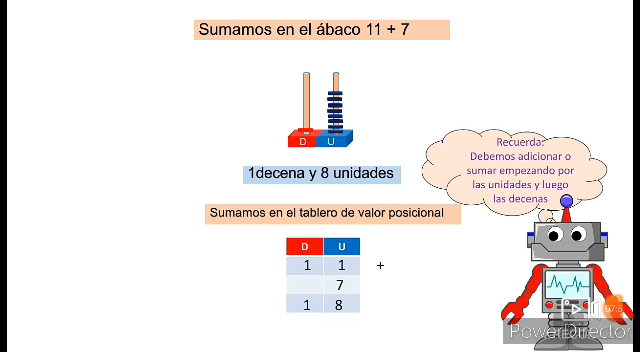 Sumamos en el ábaco 11 + 7
D U
1decena y 8 unidades
Recuerda:
Debemos adicionar o
sumar empezando por
las unidades y luego
las decenas
Sumamos en el tablero de valor posicional
D U
1 1 +
7
1 8
PowerDirector